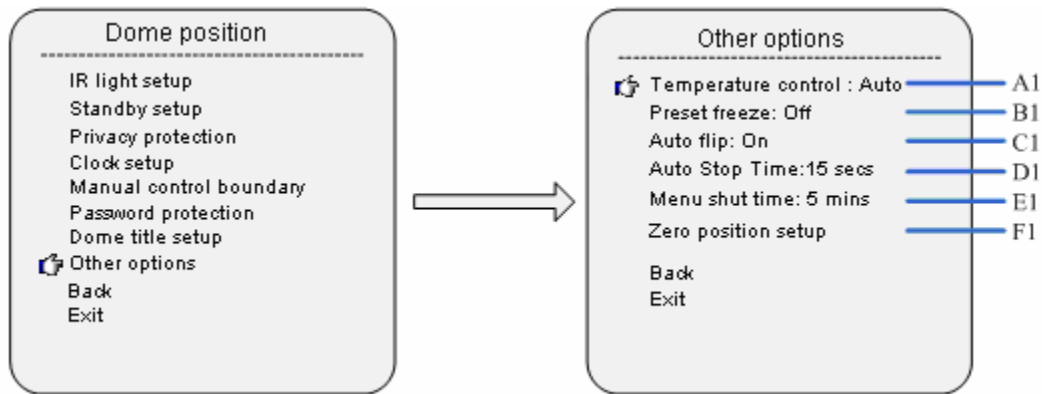 Dome position
IR light setup
Standby setup
Privacy protection
Clock setup
Manual control boundary
Password protection
Dome title setup
Other options
Back
Exit
Other options
Temperature control : Auto
Preset freeze: Off
Auto flip: On
Auto Stop Time:15 secs
Menu shut time: 5 mins
Zero position setup
Back
Exit
A1
B1
C1
D1
E1
F1